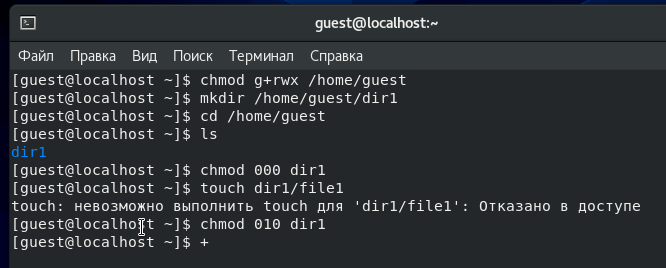 guest@localhost:~
Файл Правка Вид Поиск Терминал Справка
[guest@localhost ~]$ chmod g+rwx /home/guest
[guest@localhost ~]$ mkdir /home/guest/dir1
[guest@localhost ~]$ cd /home/guest
[guest@localhost ~]$ ls
dir1
[guest@localhost ~]$ chmod 000 dir1
[guest@localhost ~]$ touch dir1/file1
touch: невозможно выполнить touch для 'dir1/file1': Отказано в доступе
[guest@localhost ~]$ chmod 010 dir1
[guest@localhost ~]$ +